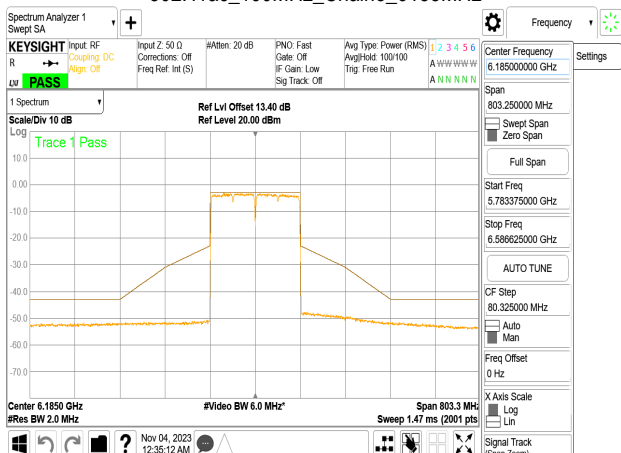 Spectrum Analyzer 1
Swept SA
Frequency
KEYSIGHT
R
LXI
PASS
Input: RF
Coupling: DC
Align: Off
Input Z: 50 Ω
Corrections: Off
Freq Ref: Int (S)
#Atten: 20 dB
PNO: Fast
Gate: Off
IF Gain: Low
Sig Track: Off
Avg Type: Power (RMS)
Avg|Hold: 100/100
Trig: Free Run
1 2 3 4 5 6
A W W W W W
A N N N N N
1 Spectrum
Scale/Div 10 dB
Ref Lvl Offset 13.40 dB
Ref Level 20.00 dBm
Log
Trace 1 Pass
10.0
0.00
-10.0
-20.0
-30.0
-40.0
-50.0
-60.0
-70.0
Center 6.1850 GHz
#Video BW 6.0 MHz*
Span 803.3 MHz
#Res BW 2.0 MHz
Sweep 1.47 ms (2001 pts
Nov 04, 2023
12:35:12 AM
Center Frequency
6.185000000 GHz
Settings
Span
803.250000 MHz
Swept Span
Zero Span
Full Span
Start Freq
5.783375000 GHz
Stop Freq
6.586625000 GHz
AUTO TUNE
CF Step
80.325000 MHz
Auto
Man
Freq Offset
0 Hz
X Axis Scale
Log
Lin
Signal Track